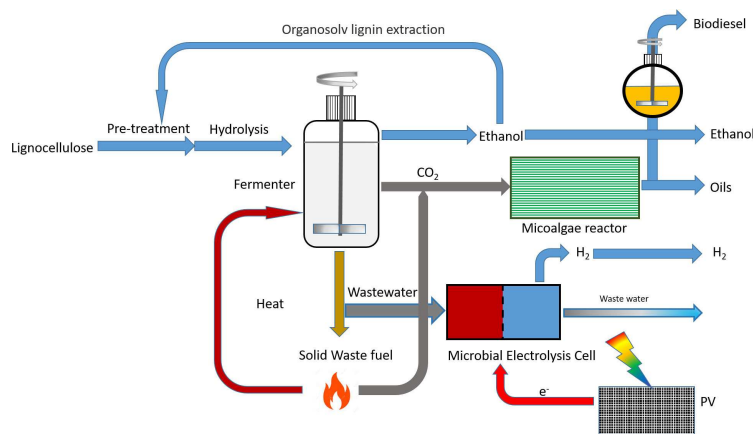 Organosolv lignin extraction
Biodiesel
Pre-treatment
Hydrolysis
Lignocellulose
Ethanol
Ethanol
Fermenter
CO2
Oils
Micoalgae reactor
H2
H2
Heat
Wastewater
Waste water
Solid Waste fuel
Microbial Electrolysis Cell
e-
PV